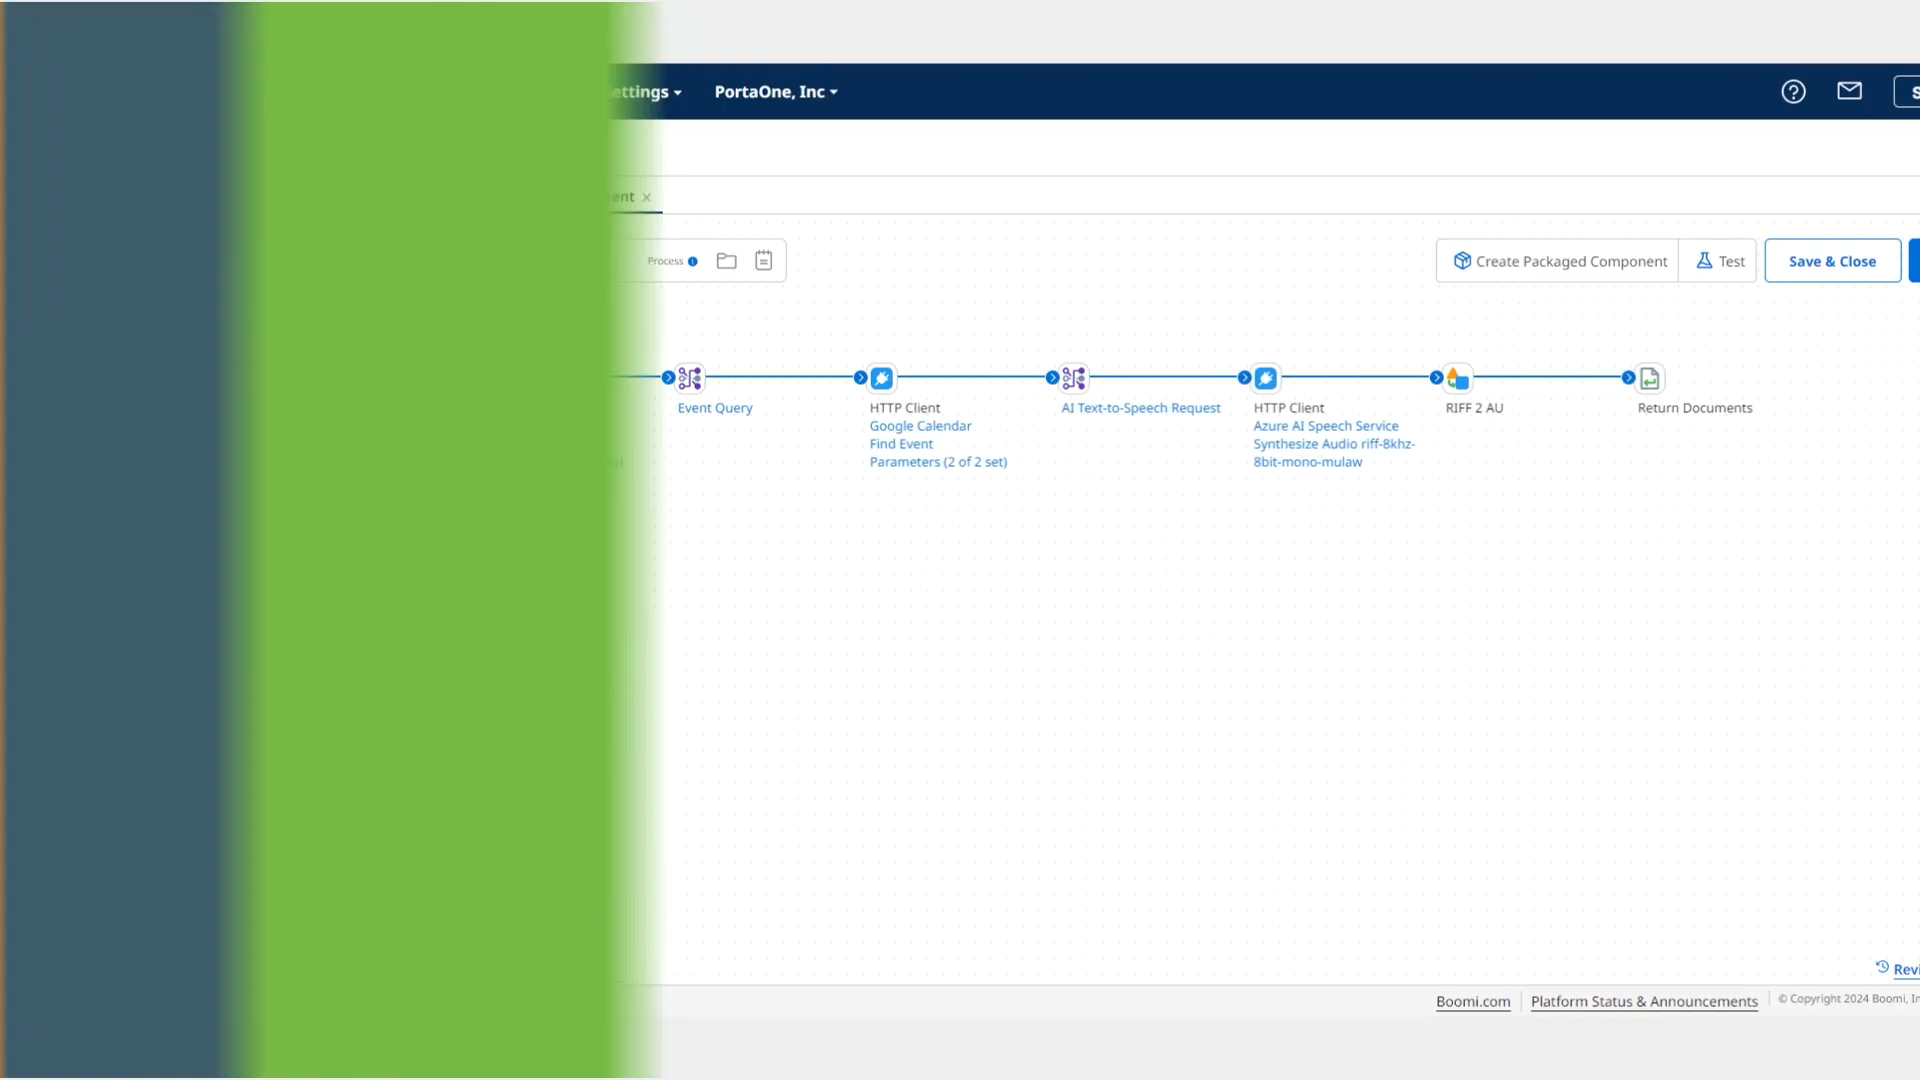 ettings
PortaOne, Inc
ent
Process
Create Packaged Component
Test
Save & Close
Event Query
HTTP Client
Google Calendar
Find Event
Parameters (2 of 2 set)
AI Text-to-Speech Request
HTTP Client
Azure AI Speech Service
Synthesize Audio riff-8khz-
8bit-mono-mulaw
RIFF 2 AU
Return Documents
Revi
Boomi.com
Platform Status & Announcements
© Copyright 2024 Boomi, In